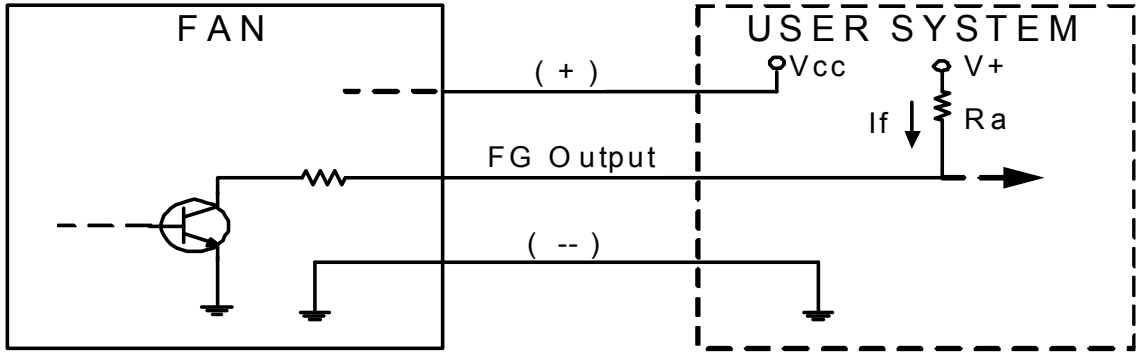 FAN
USER SYSTEM
( + )
Vcc
V+
If
Ra
FG Output
( -- )